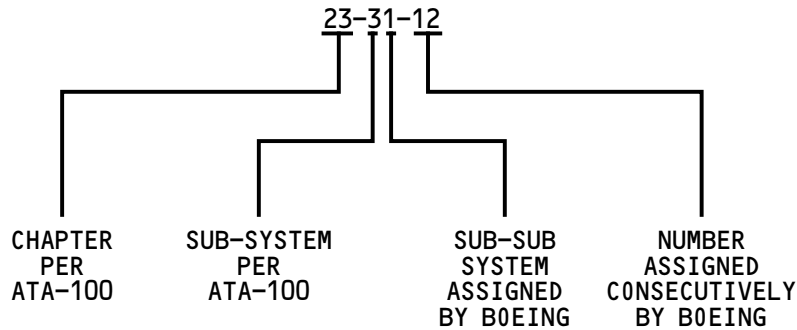 23-31-12
CHAPTER
PER
ATA-100
SUB-SYSTEM
PER
ATA-100
SUB-SUB
SYSTEM
ASSIGNED
BY BOEING
NUMBER
ASSIGNED
CONSECUTIVELY
BY BOEING